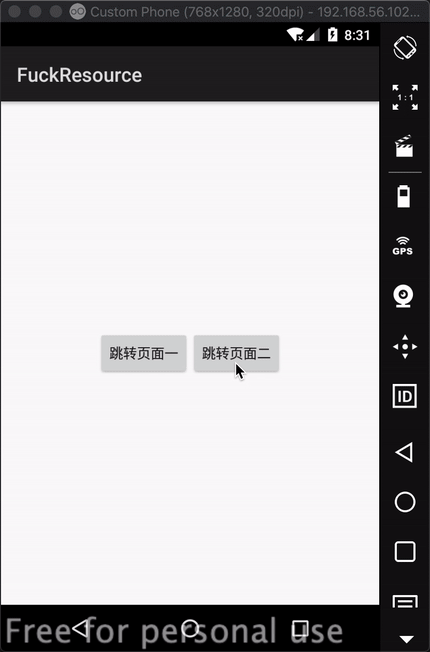 Custom Phone (768x1280, 320dpi) - 192.168.56.102...
8:31
FuckResource
1:1
GPS
跳转页面一
跳转页面二
ID
Free for personal use